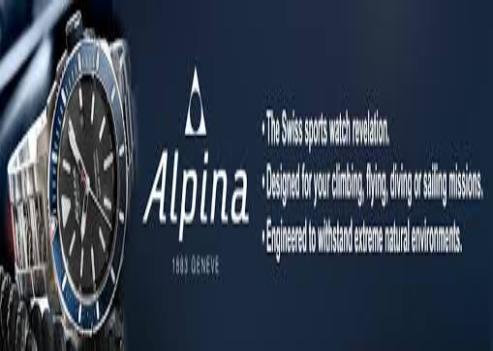 Alpina
1883 GENEVE
• The Swiss sports watch revelation.
• Designed for your climbing, flying, diving or sailing missions.
• Engineered to withstand extreme natural environments.